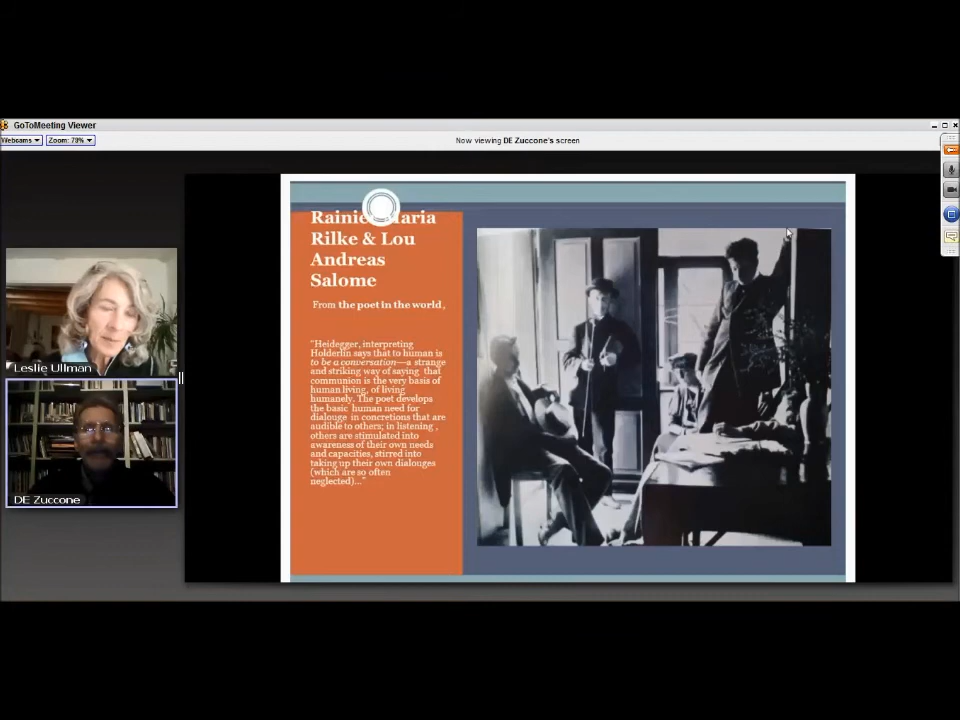 GoToMeeting Viewer
Webcams
Zoom: 78%
Now viewing DE Zuccone's screen
Leslie Ullman
DE Zuccone
Rainier Maria
Rilke & Lou
Andreas
Salome
From the poet in the world,
"Heidegger, interpreting
Holderlin says that to human is
to be a conversation—a strange
and striking way of saying that
communion is the very basis of
human living, of living
humanely. The poet develops
the basic human need for
dialouge in concretions that are
audible to others; in listening ,
others are stimulated into
awareness of their own needs
and capacities, stirred into
taking up their own dialouges
(which are so often
neglected)..."